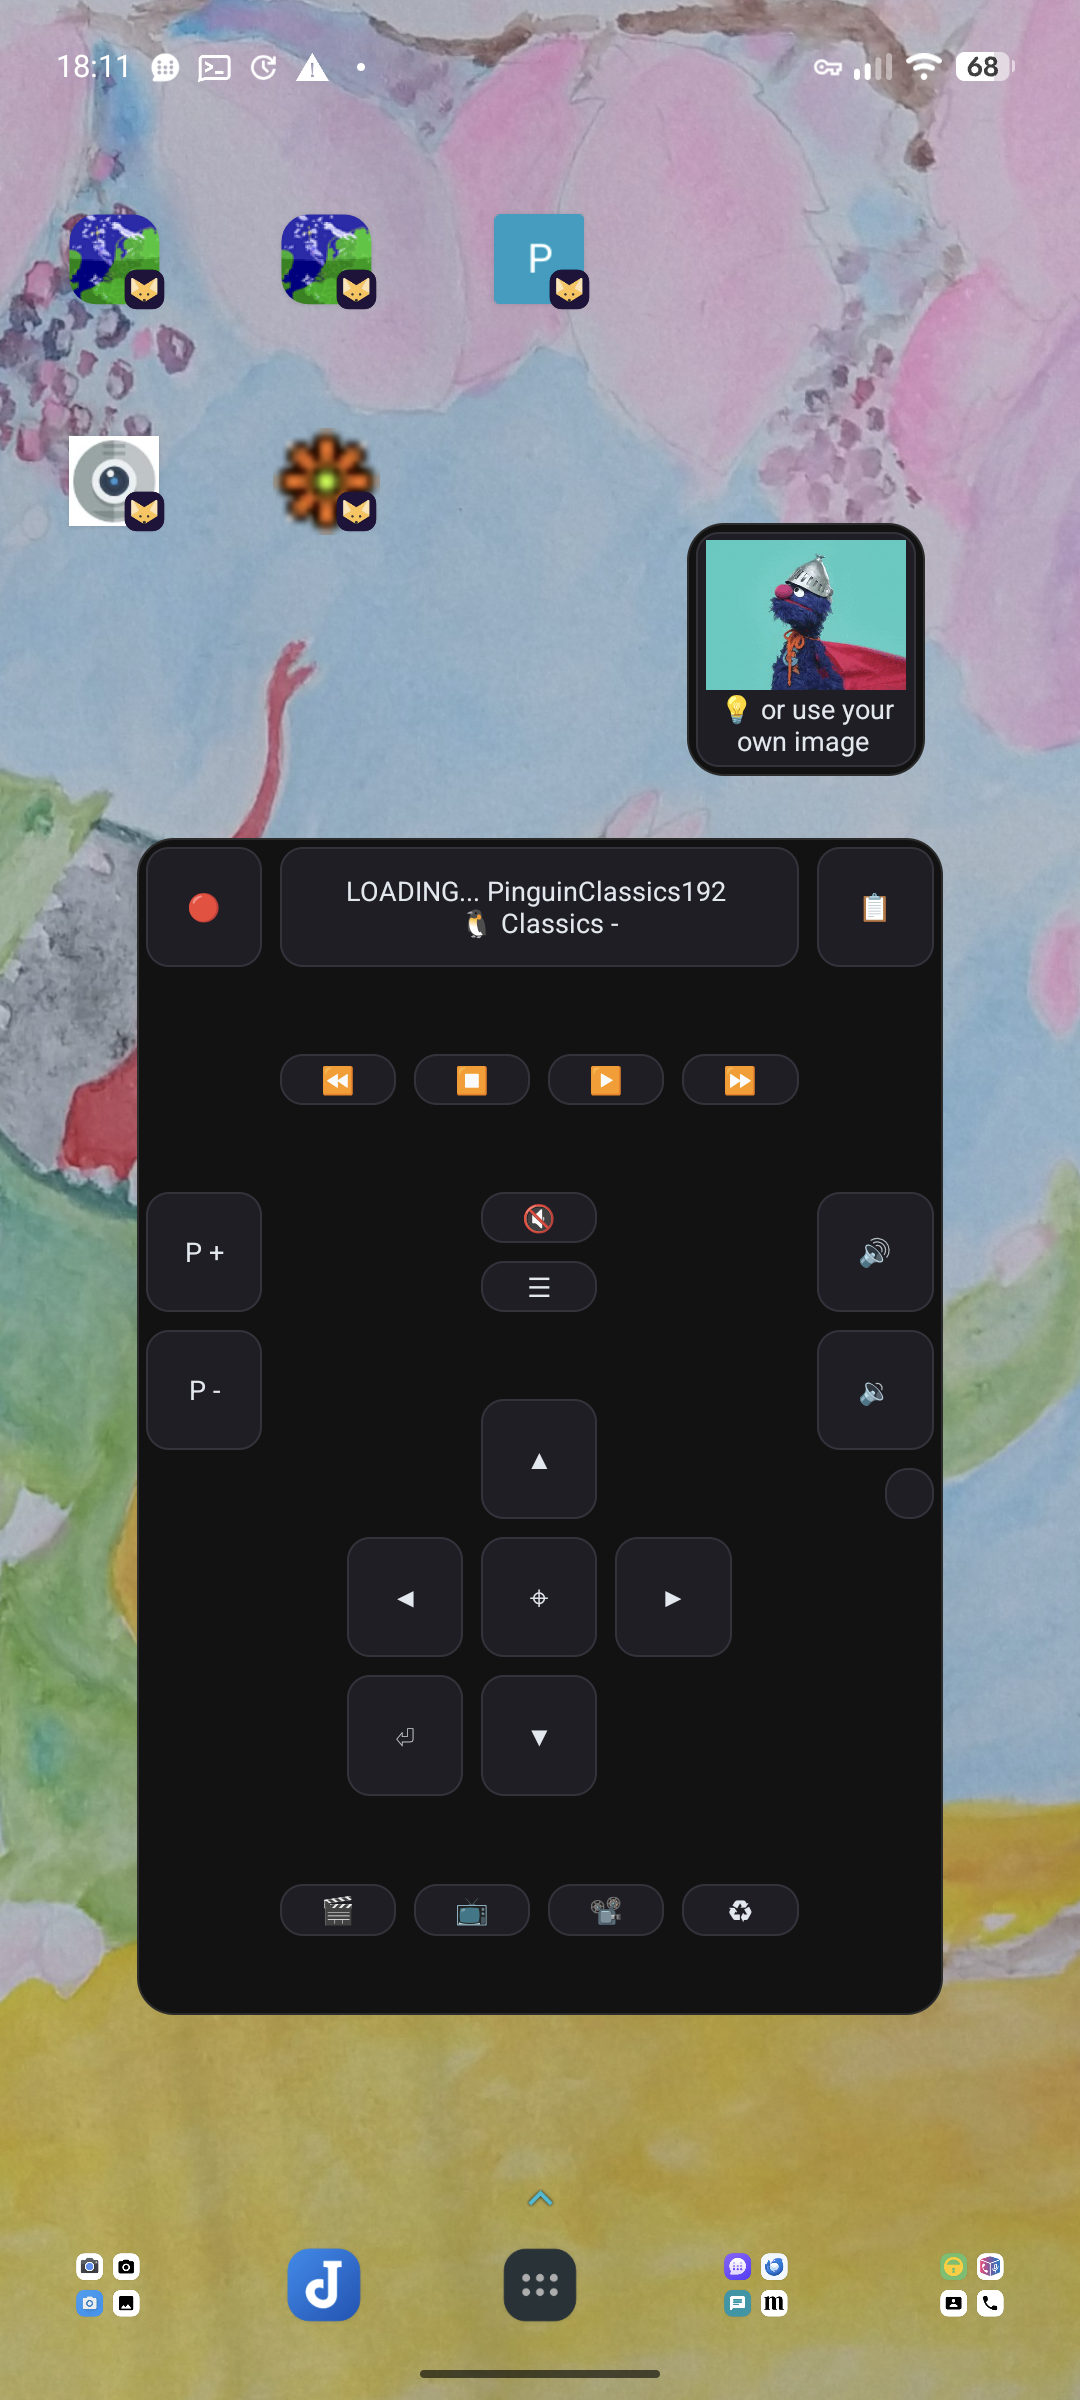 18:11
68
P
💡 or use your
own image
LOADING... PinguinClassics192
🐧 Classics -
P +
P -
m